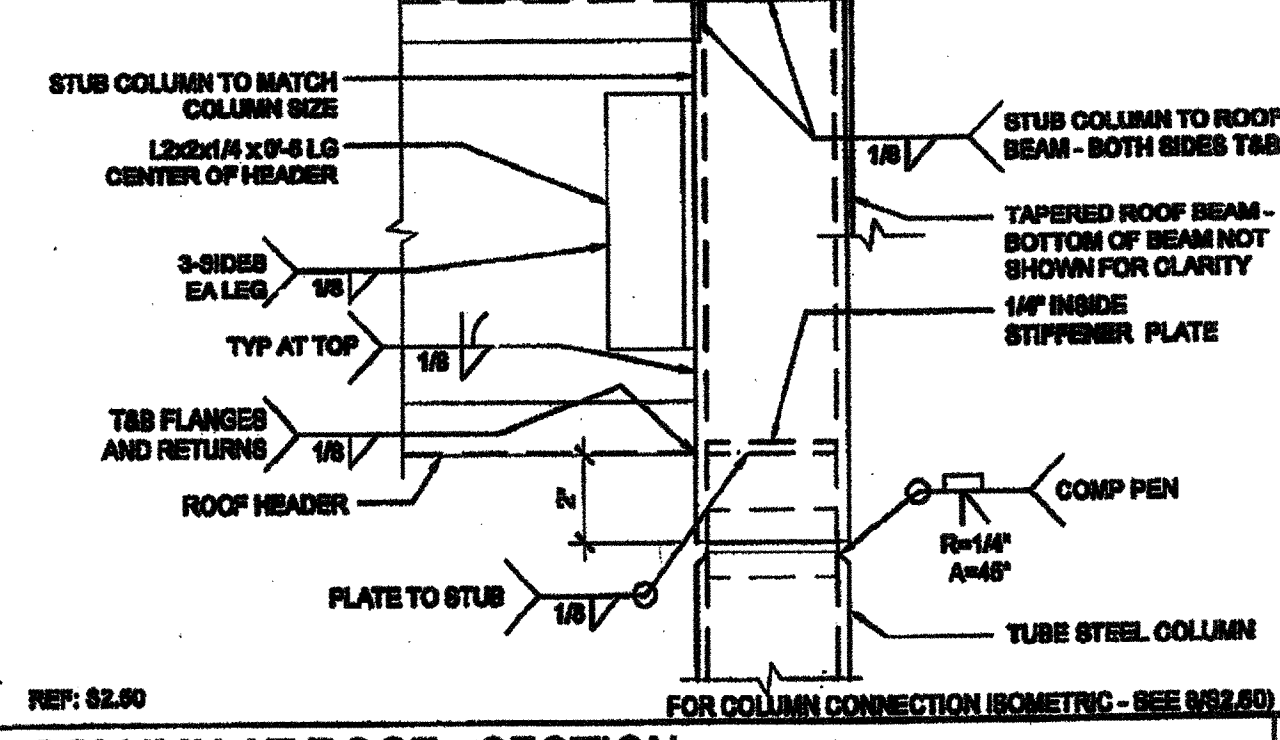 STUB COLUMN TO MATCH
COLUMN SIZE
L2x2x1/4 x 0'-6 LG
CENTER OF HEADER
3-SIDES
EA LEG
1/8
TYP AT TOP
1/8
T&B FLANGES
AND RETURNS
1/8
ROOF HEADER
2"
PLATE TO STUB
1/8
STUB COLUMN TO ROOF
BEAM - BOTH SIDES T&B
1/8
TAPERED ROOF BEAM -
BOTTOM OF BEAM NOT
SHOWN FOR CLARITY
1/4" INSIDE
STIFFENER PLATE
COMP PEN
R=1/4"
A=45°
TUBE STEEL COLUMN
REF: S2.50
FOR COLUMN CONNECTION ISOMETRIC - SEE